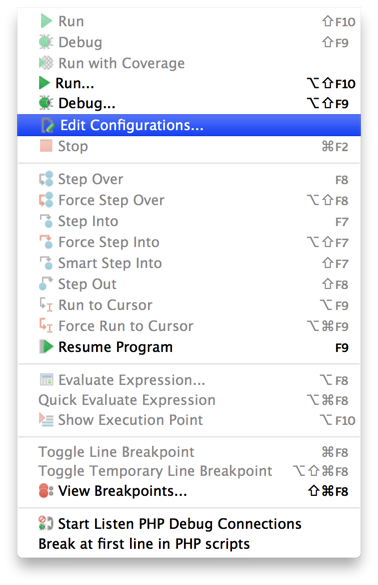 Run ⇧F10
Debug ⇧F9
Run with Coverage
Run... ⌥⇧F10
Debug... ⌥⇧F9
Edit Configurations...
Stop ⌘F2
Step Over F8
Force Step Over ⌥⇧F8
Step Into F7
Force Step Into ⌥⇧F7
Smart Step Into ⇧F7
Step Out ⇧F8
Run to Cursor ⌥F9
Force Run to Cursor ⌥⌘F9
Resume Program F9
Evaluate Expression... ⌥F8
Quick Evaluate Expression ⌥⌘F8
Show Execution Point ⌥F10
Toggle Line Breakpoint ⌘F8
Toggle Temporary Line Breakpoint ⌥⇧⌘F8
View Breakpoints... ⇧⌘F8
Start Listen PHP Debug Connections
Break at first line in PHP scripts